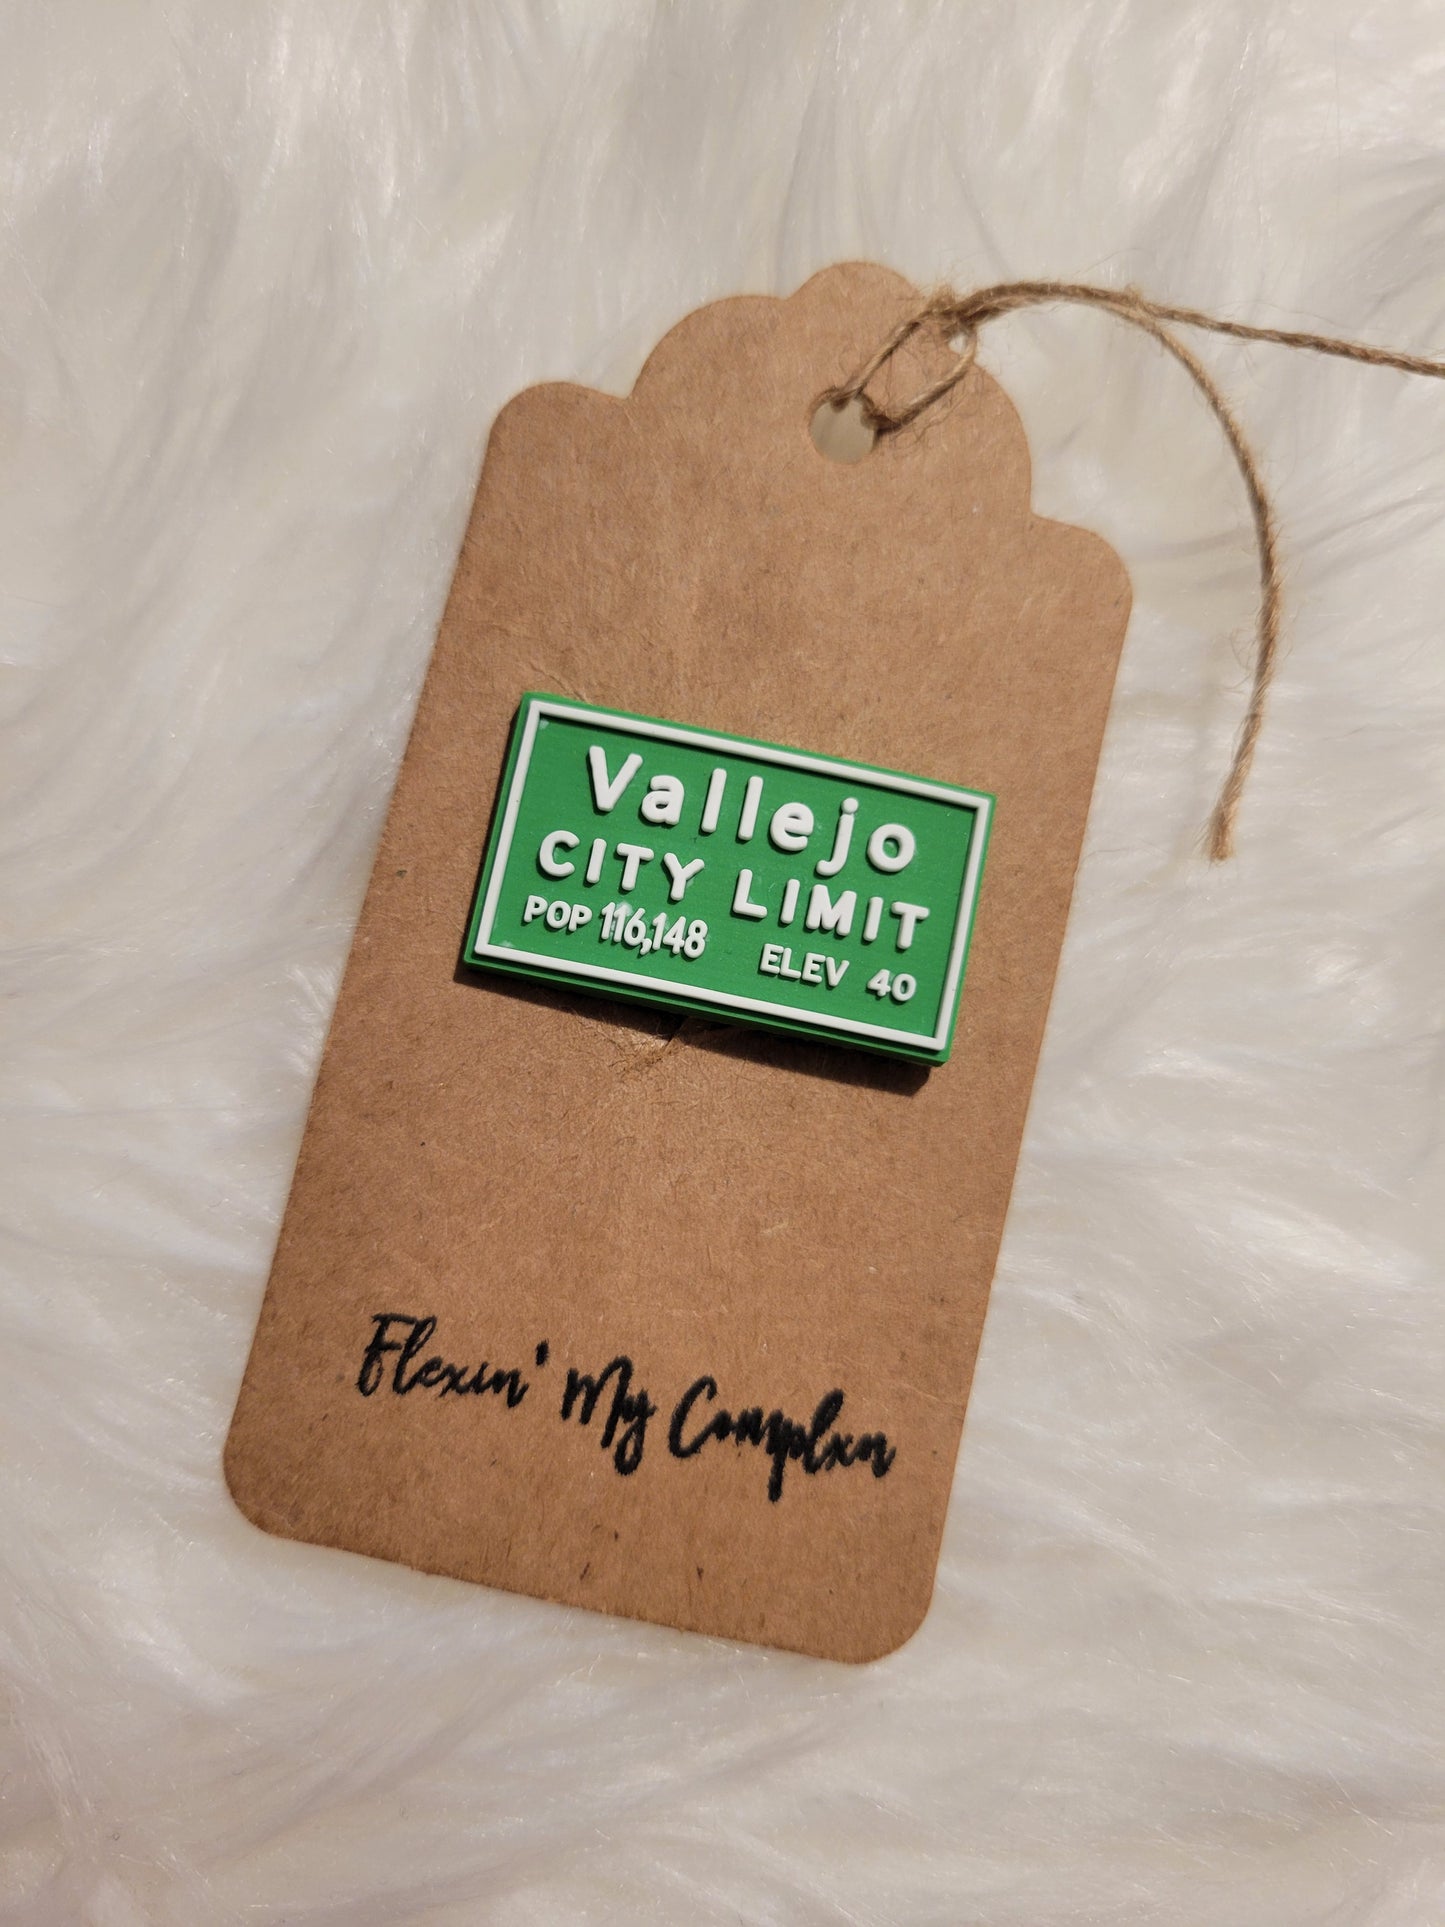 Vallejo
CITY LIMIT
POP 116,148 ELEV 40
Flexin' My Complxn